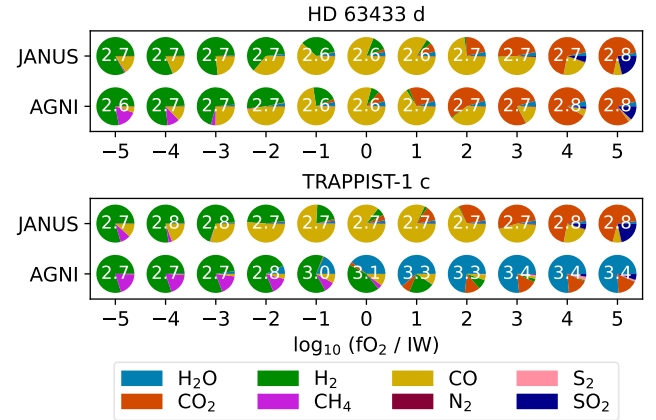 HD 63433 d
JANUS 2.7 2.7 2.7 2.7 2.6 2.6 2.6 2.7 2.7 2.7 2.8
AGNI 2.6 2.7 2.7 2.7 2.6 2.6 2.7 2.7 2.7 2.8 2.8
−5 −4 −3 −2 −1 0 1 2 3 4 5
TRAPPIST-1 c
JANUS 2.7 2.8 2.8 2.7 2.7 2.7 2.7 2.7 2.7 2.8 2.8
AGNI 2.7 2.7 2.7 2.8 3.0 3.1 3.3 3.3 3.4 3.4 3.4
−5 −4 −3 −2 −1 0 1 2 3 4 5
log₁₀ (fO₂ / IW)
H₂O H₂ CO S₂
CO₂ CH₄ N₂ SO₂